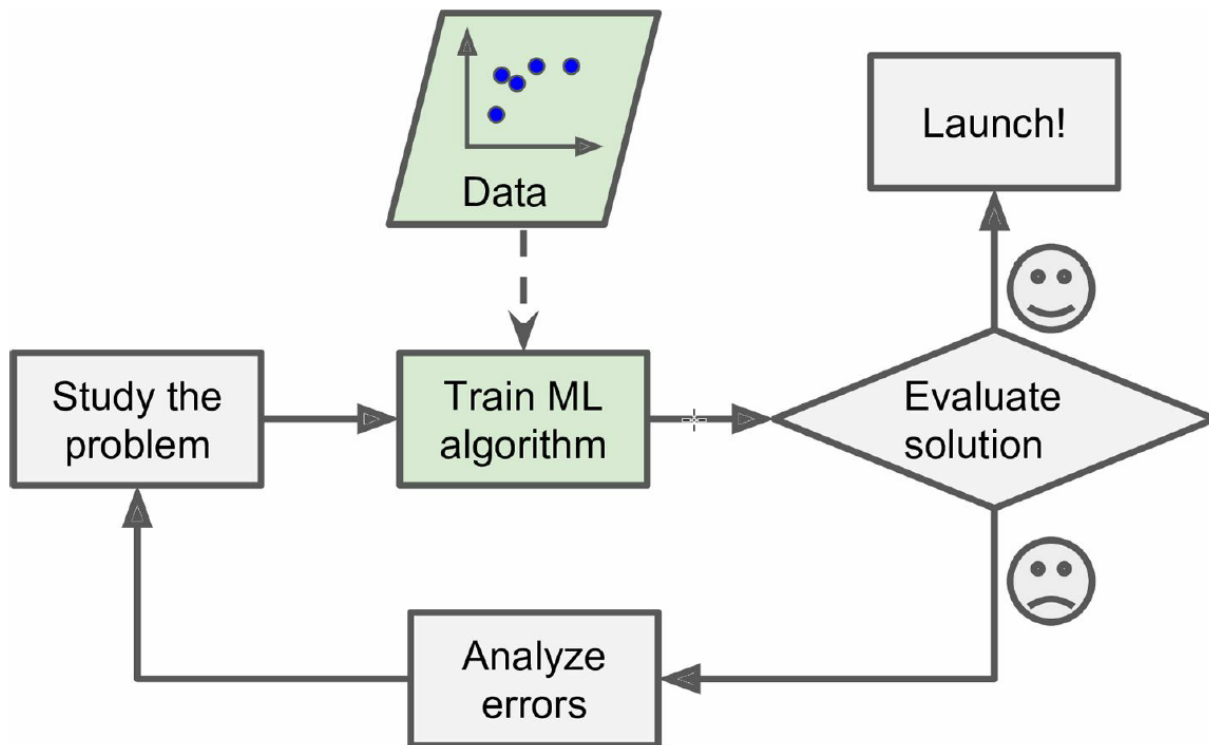 Data
Launch!
Study the
problem
Train ML
algorithm
Evaluate
solution
Analyze
errors